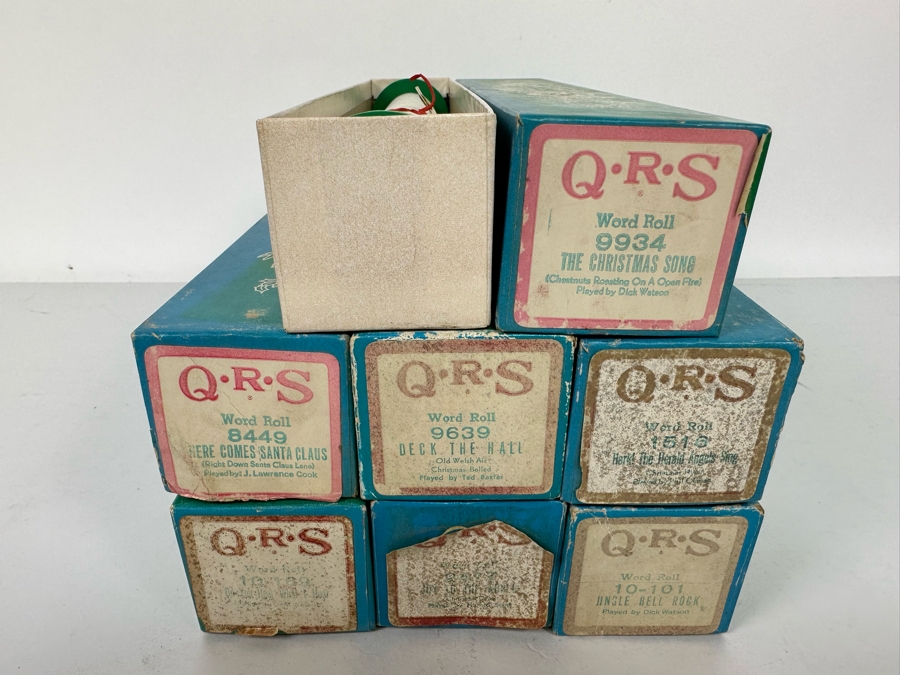 Q·R·S
Word Roll
9934
THE CHRISTMAS SONG
(Chestnuts Roasting On A Open Fire)
Played by Dick Watson
Q·R·S
Word Roll
8449
HERE COMES SANTA CLAUS
(Right Down Santa Claus Lane)
Played by: J. Lawrence Cook
Q·R·S
Word Roll
9639
DECK THE HALL
Old Welsh Air
Christmas Ballad
Played by Ted Baxter
Q·R·S
Word Roll
1513
Hark! The Herald Angels Sing
Q·R·S
Word Roll
Q·R·S
Q·R·S
Word Roll
10-101
JINGLE BELL ROCK
Played by Dick Watson